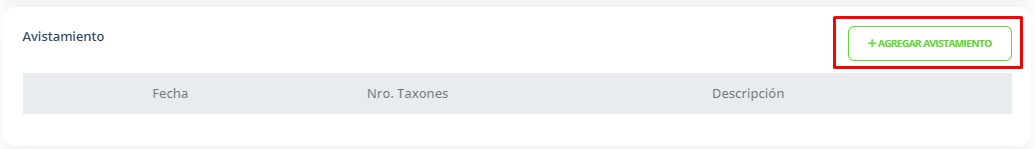 Avistamiento
+ AGREGAR AVISTAMIENTO
Fecha Nro. Taxones Descripción